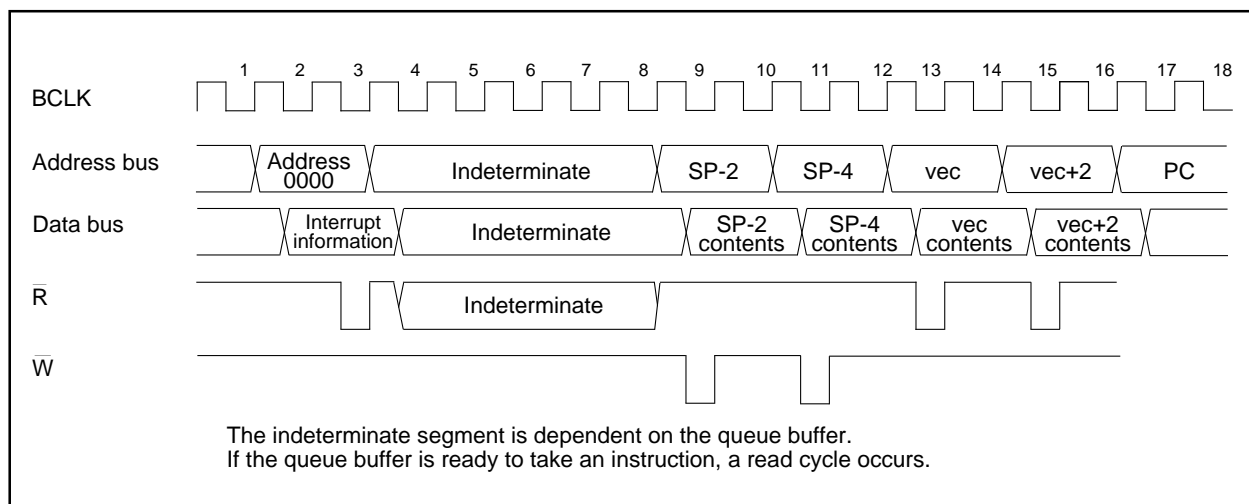 1 2 3 4 5 6 7 8 9 10 11 12 13 14 15 16 17 18
BCLK
Address bus
Address
0000
Indeterminate
SP-2
SP-4
vec
vec+2
PC
Data bus
Interrupt
information
Indeterminate
SP-2
contents
SP-4
contents
vec
contents
vec+2
contents
R̅
Indeterminate
W̅
The indeterminate segment is dependent on the queue buffer.
If the queue buffer is ready to take an instruction, a read cycle occurs.